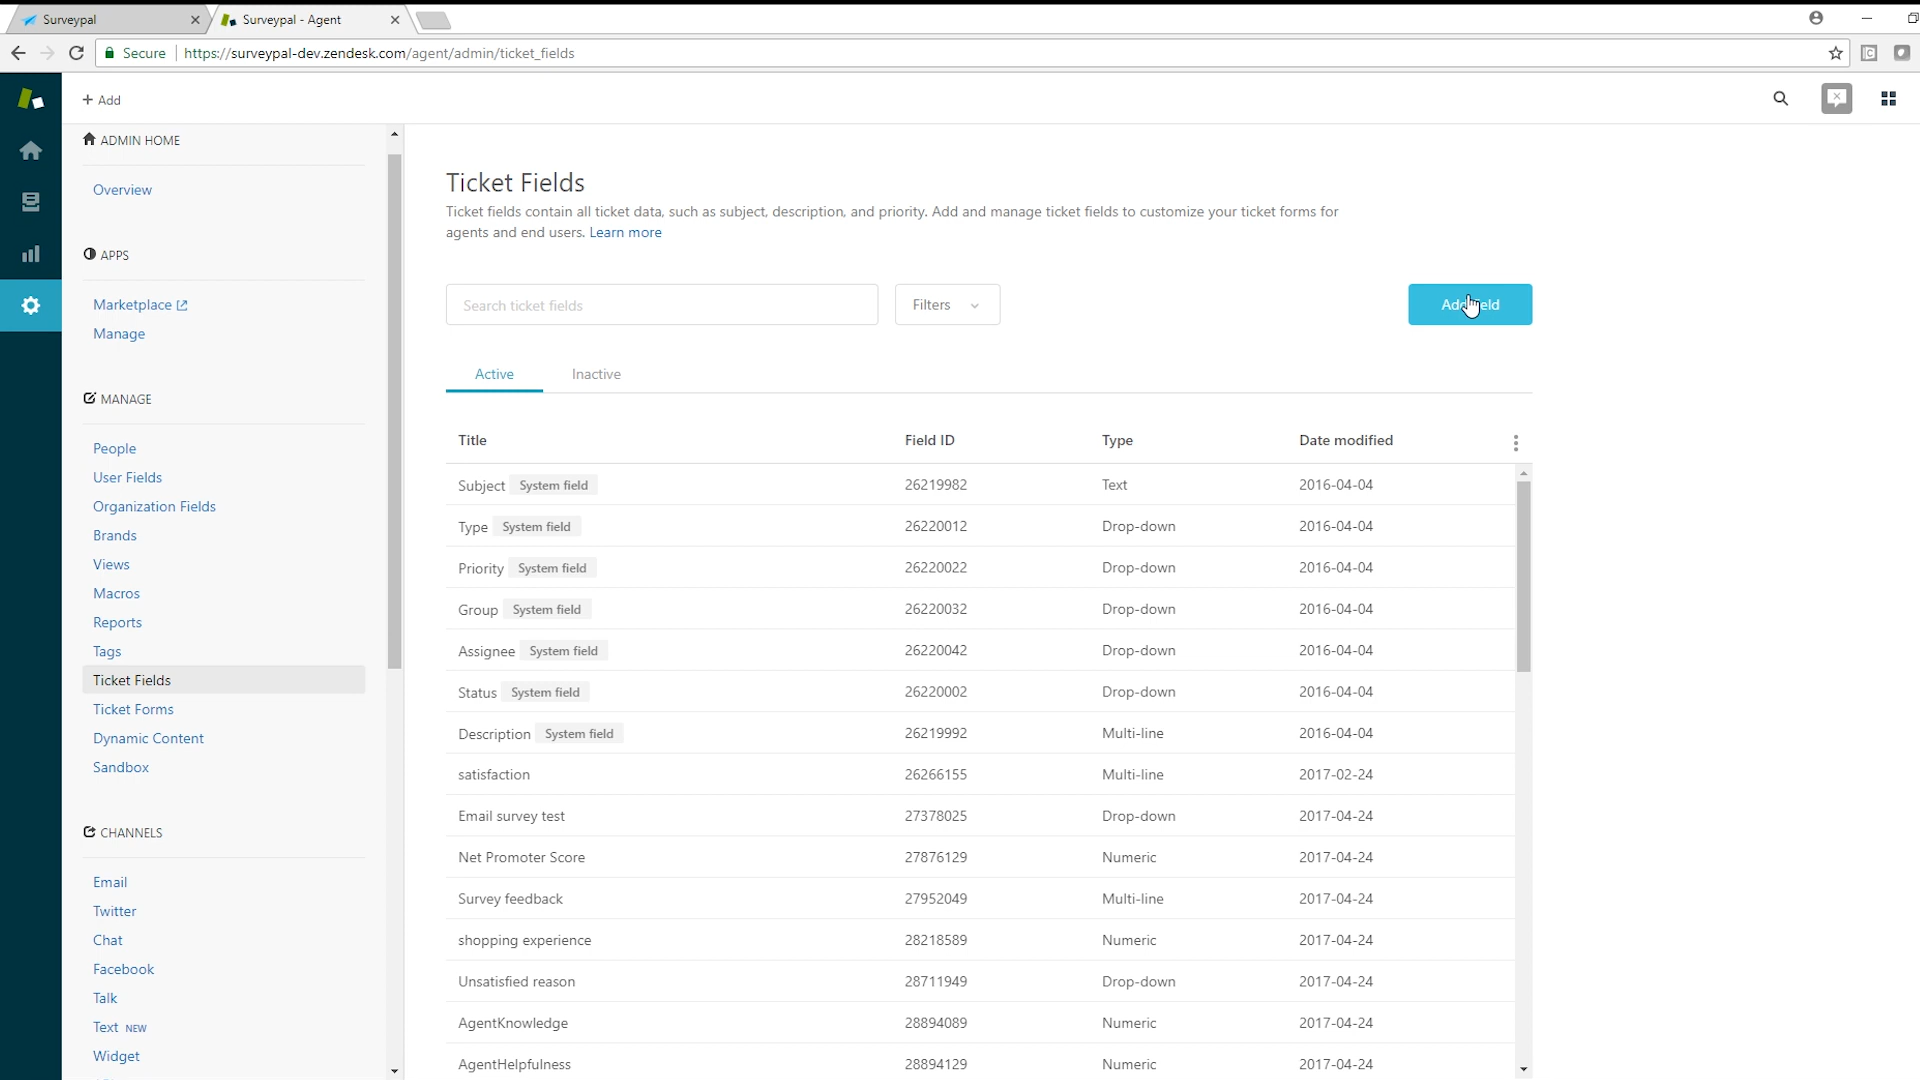 Surveypal
Surveypal - Agent
Secure
https://surveypal-dev.zendesk.com/agent/admin/ticket_fields
+ Add
ADMIN HOME
Overview
APPS
Marketplace
Manage
MANAGE
People
User Fields
Organization Fields
Brands
Views
Macros
Reports
Tags
Ticket Fields
Ticket Forms
Dynamic Content
Sandbox
CHANNELS
Email
Twitter
Chat
Facebook
Talk
Text NEW
Widget
Ticket Fields
Ticket fields contain all ticket data, such as subject, description, and priority. Add and manage ticket fields to customize your ticket forms for
agents and end users. Learn more
Search ticket fields
Filters
Active Inactive
Title Field ID Type Date modified
Subject System field 26219982 Text 2016-04-04
Type System field 26220012 Drop-down 2016-04-04
Priority System field 26220022 Drop-down 2016-04-04
Group System field 26220032 Drop-down 2016-04-04
Assignee System field 26220042 Drop-down 2016-04-04
Status System field 26220002 Drop-down 2016-04-04
Description System field 26219992 Multi-line 2016-04-04
satisfaction 26266155 Multi-line 2017-02-24
Email survey test 27378025 Drop-down 2017-04-24
Net Promoter Score 27876129 Numeric 2017-04-24
Survey feedback 27952049 Multi-line 2017-04-24
shopping experience 28218589 Numeric 2017-04-24
Unsatisfied reason 28711949 Drop-down 2017-04-24
AgentKnowledge 28894089 Numeric 2017-04-24
AgentHelpfulness 28894129 Numeric 2017-04-24